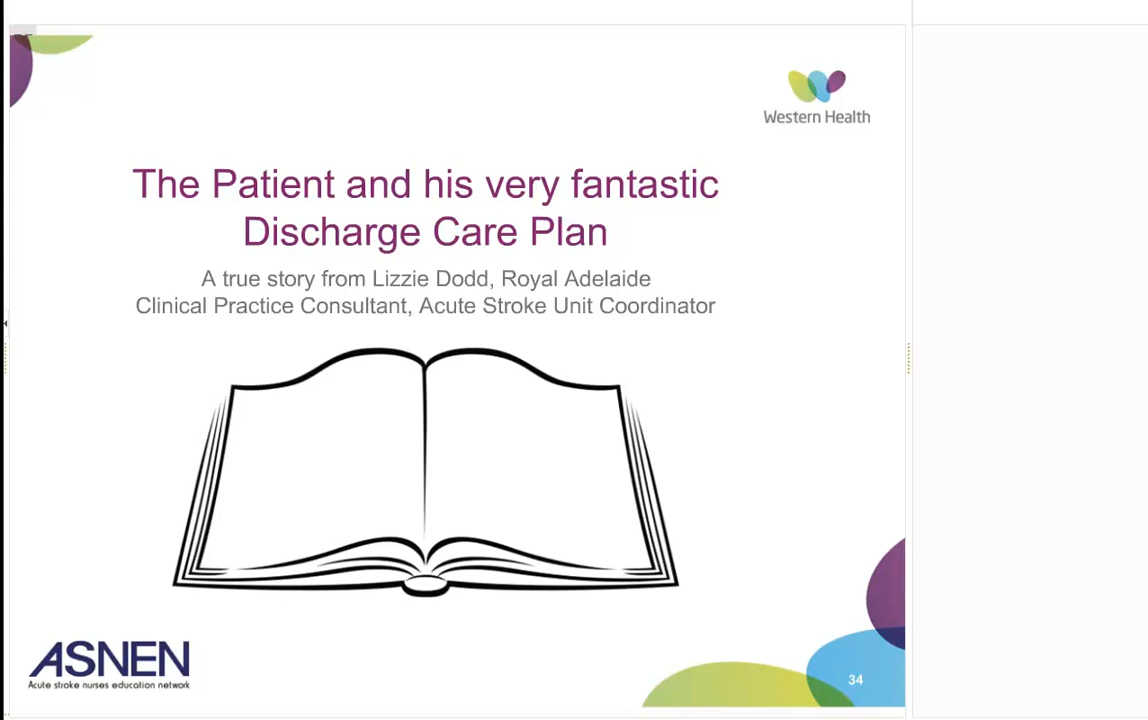 Western Health
The Patient and his very fantastic
Discharge Care Plan
A true story from Lizzie Dodd, Royal Adelaide
Clinical Practice Consultant, Acute Stroke Unit Coordinator
ASNEN
Acute stroke nurses education network
34